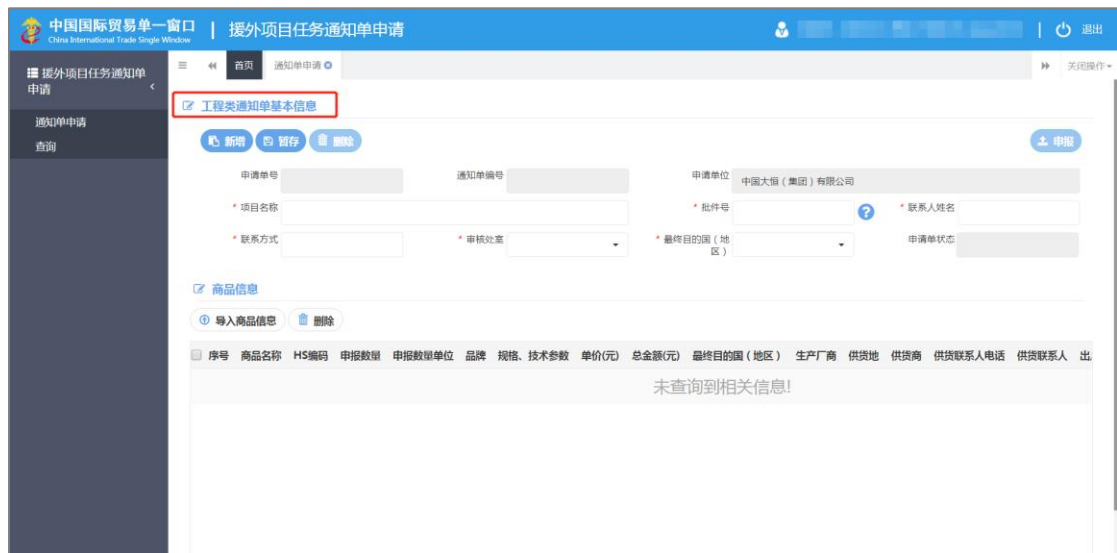 中国国际贸易单一窗口 | 援外项目任务通知单申请
China International Trade Single Window
退出
援外项目任务通知单申请
通知单申请
查询
首页 通知单申请 关闭操作
工程类通知单基本信息
新增 暂存 删除 申报
申请单号 通知单编号 申请单位 中国大恒(集团)有限公司
* 项目名称 * 批件号 ? * 联系人姓名
* 联系方式 * 审核处室 * 最终目的国(地区) 申请单状态
商品信息
导入商品信息 删除
序号 商品名称 HS编码 申报数量 申报数量单位 品牌 规格、技术参数 单价(元) 总金额(元) 最终目的国(地区) 生产厂商 供货地 供货商 供货联系人电话 供货联系人 出
未查询到相关信息!